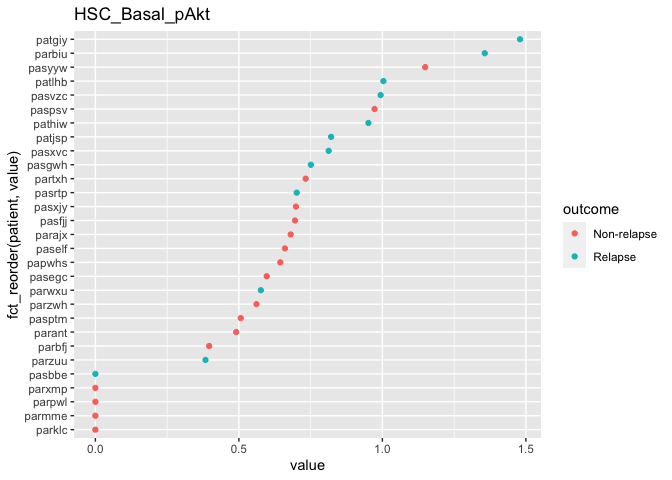 HSC_Basal_pAkt
fct_reorder(patient, value)
patgiy
parbiu
pasyyw
patlhb
pasvzc
paspsv
pathiw
patjsp
pasxvc
pasgwh
partxh
pasrtp
pasxjy
pasfjj
parajx
paself
papwhs
pasegc
parwxu
parzwh
pasptm
parant
parbfj
parzuu
pasbbe
parxmp
parpwl
parmme
parklc
0.0 0.5 1.0 1.5
value
outcome
Non-relapse
Relapse